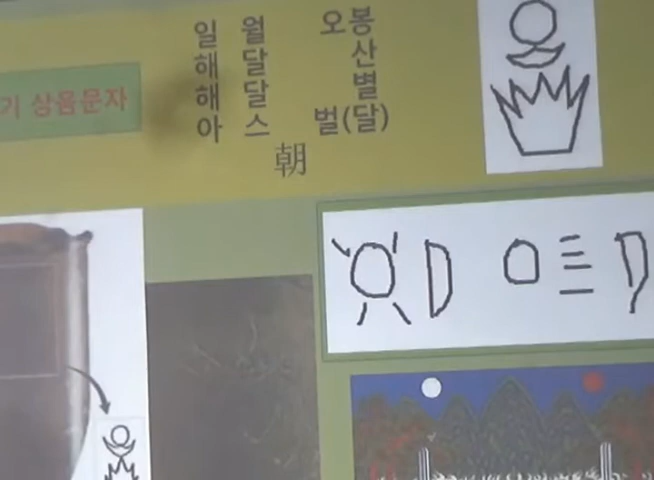 일 월 오봉
해 달 산
해 달 별
아 스 벌(달)
朝
기 상음문자